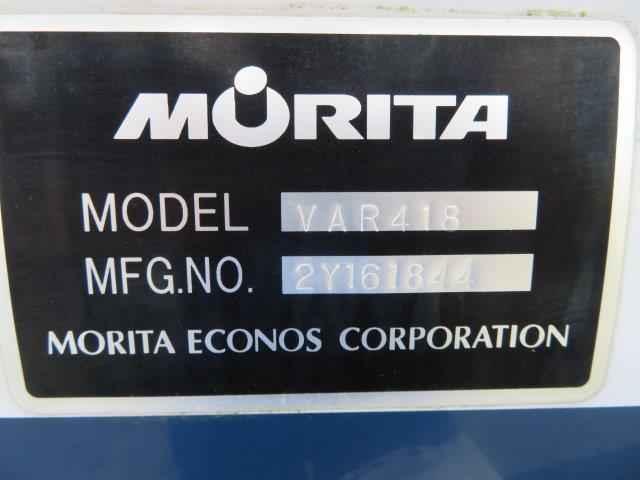 MORITA
MODEL VAR418
MFG.NO. 2Y161844
MORITA ECONOS CORPORATION